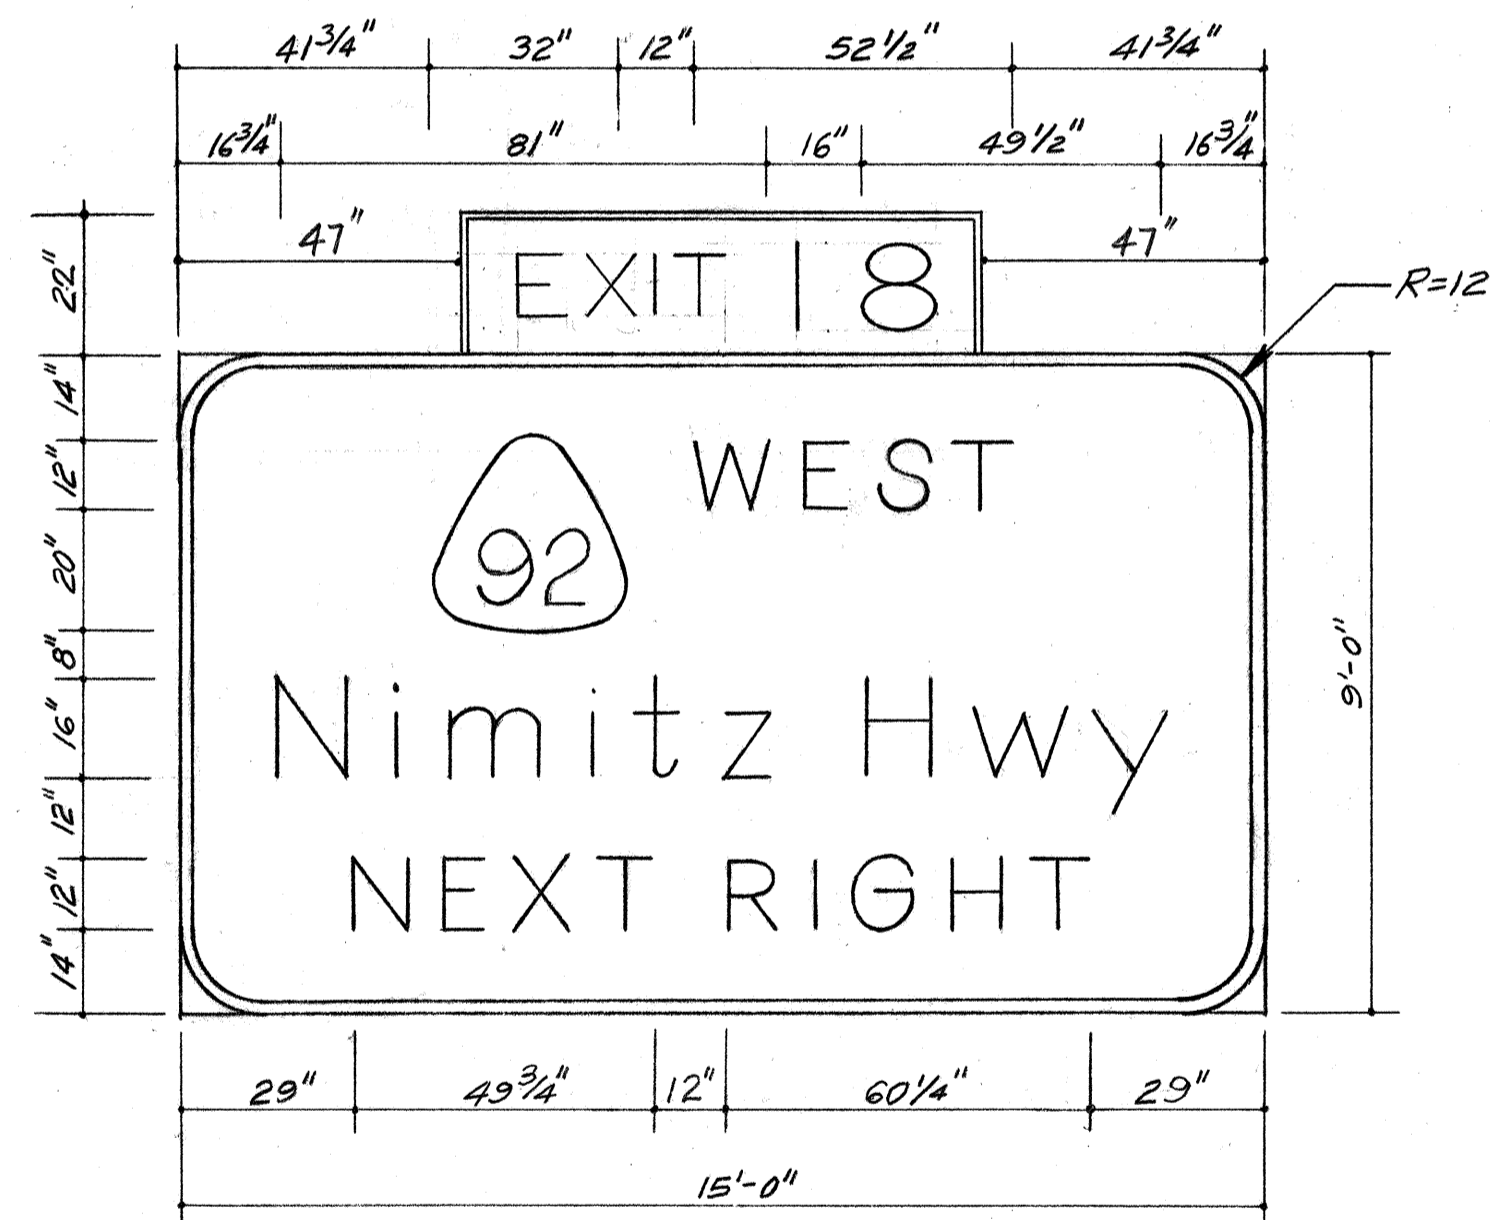 41 3/4" 32" 12" 52 1/2" 41 3/4"
16 3/4" 81" 16" 49 1/2" 16 3/4"
47" 47"
22"
EXIT 18
R=12
14"
12"
20"
8"
16"
12"
12"
14"
WEST
92
Nimitz Hwy
NEXT RIGHT
9'-0"
29" 49 3/4" 12" 60 1/4" 29"
15'-0"